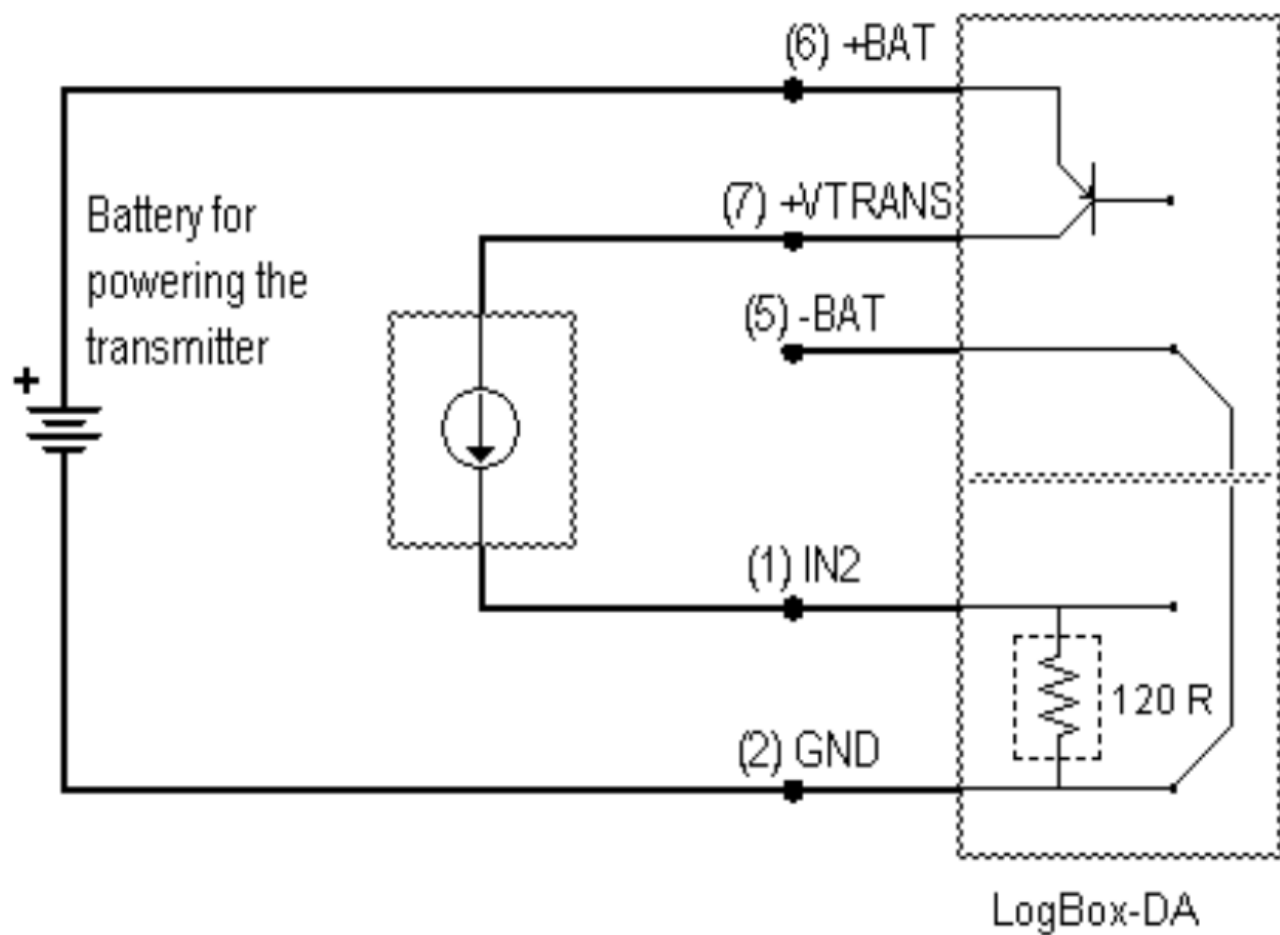 (6) +BAT
Battery for
powering the
transmitter
(7) +VTRANS
(5) -BAT
+
(1) IN2
120 R
(2) GND
LogBox-DA